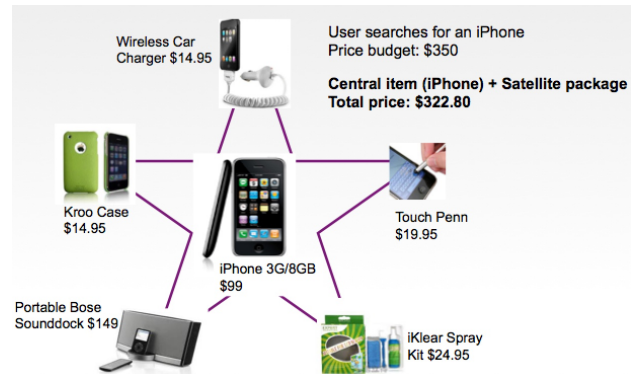 Wireless Car
Charger $14.95
User searches for an iPhone
Price budget: $350
Central item (iPhone) + Satellite package
Total price: $322.80
Kroo Case
$14.95
Touch Penn
$19.95
iPhone 3G/8GB
$99
Portable Bose
Sounddock $149
iKlear Spray
Kit $24.95